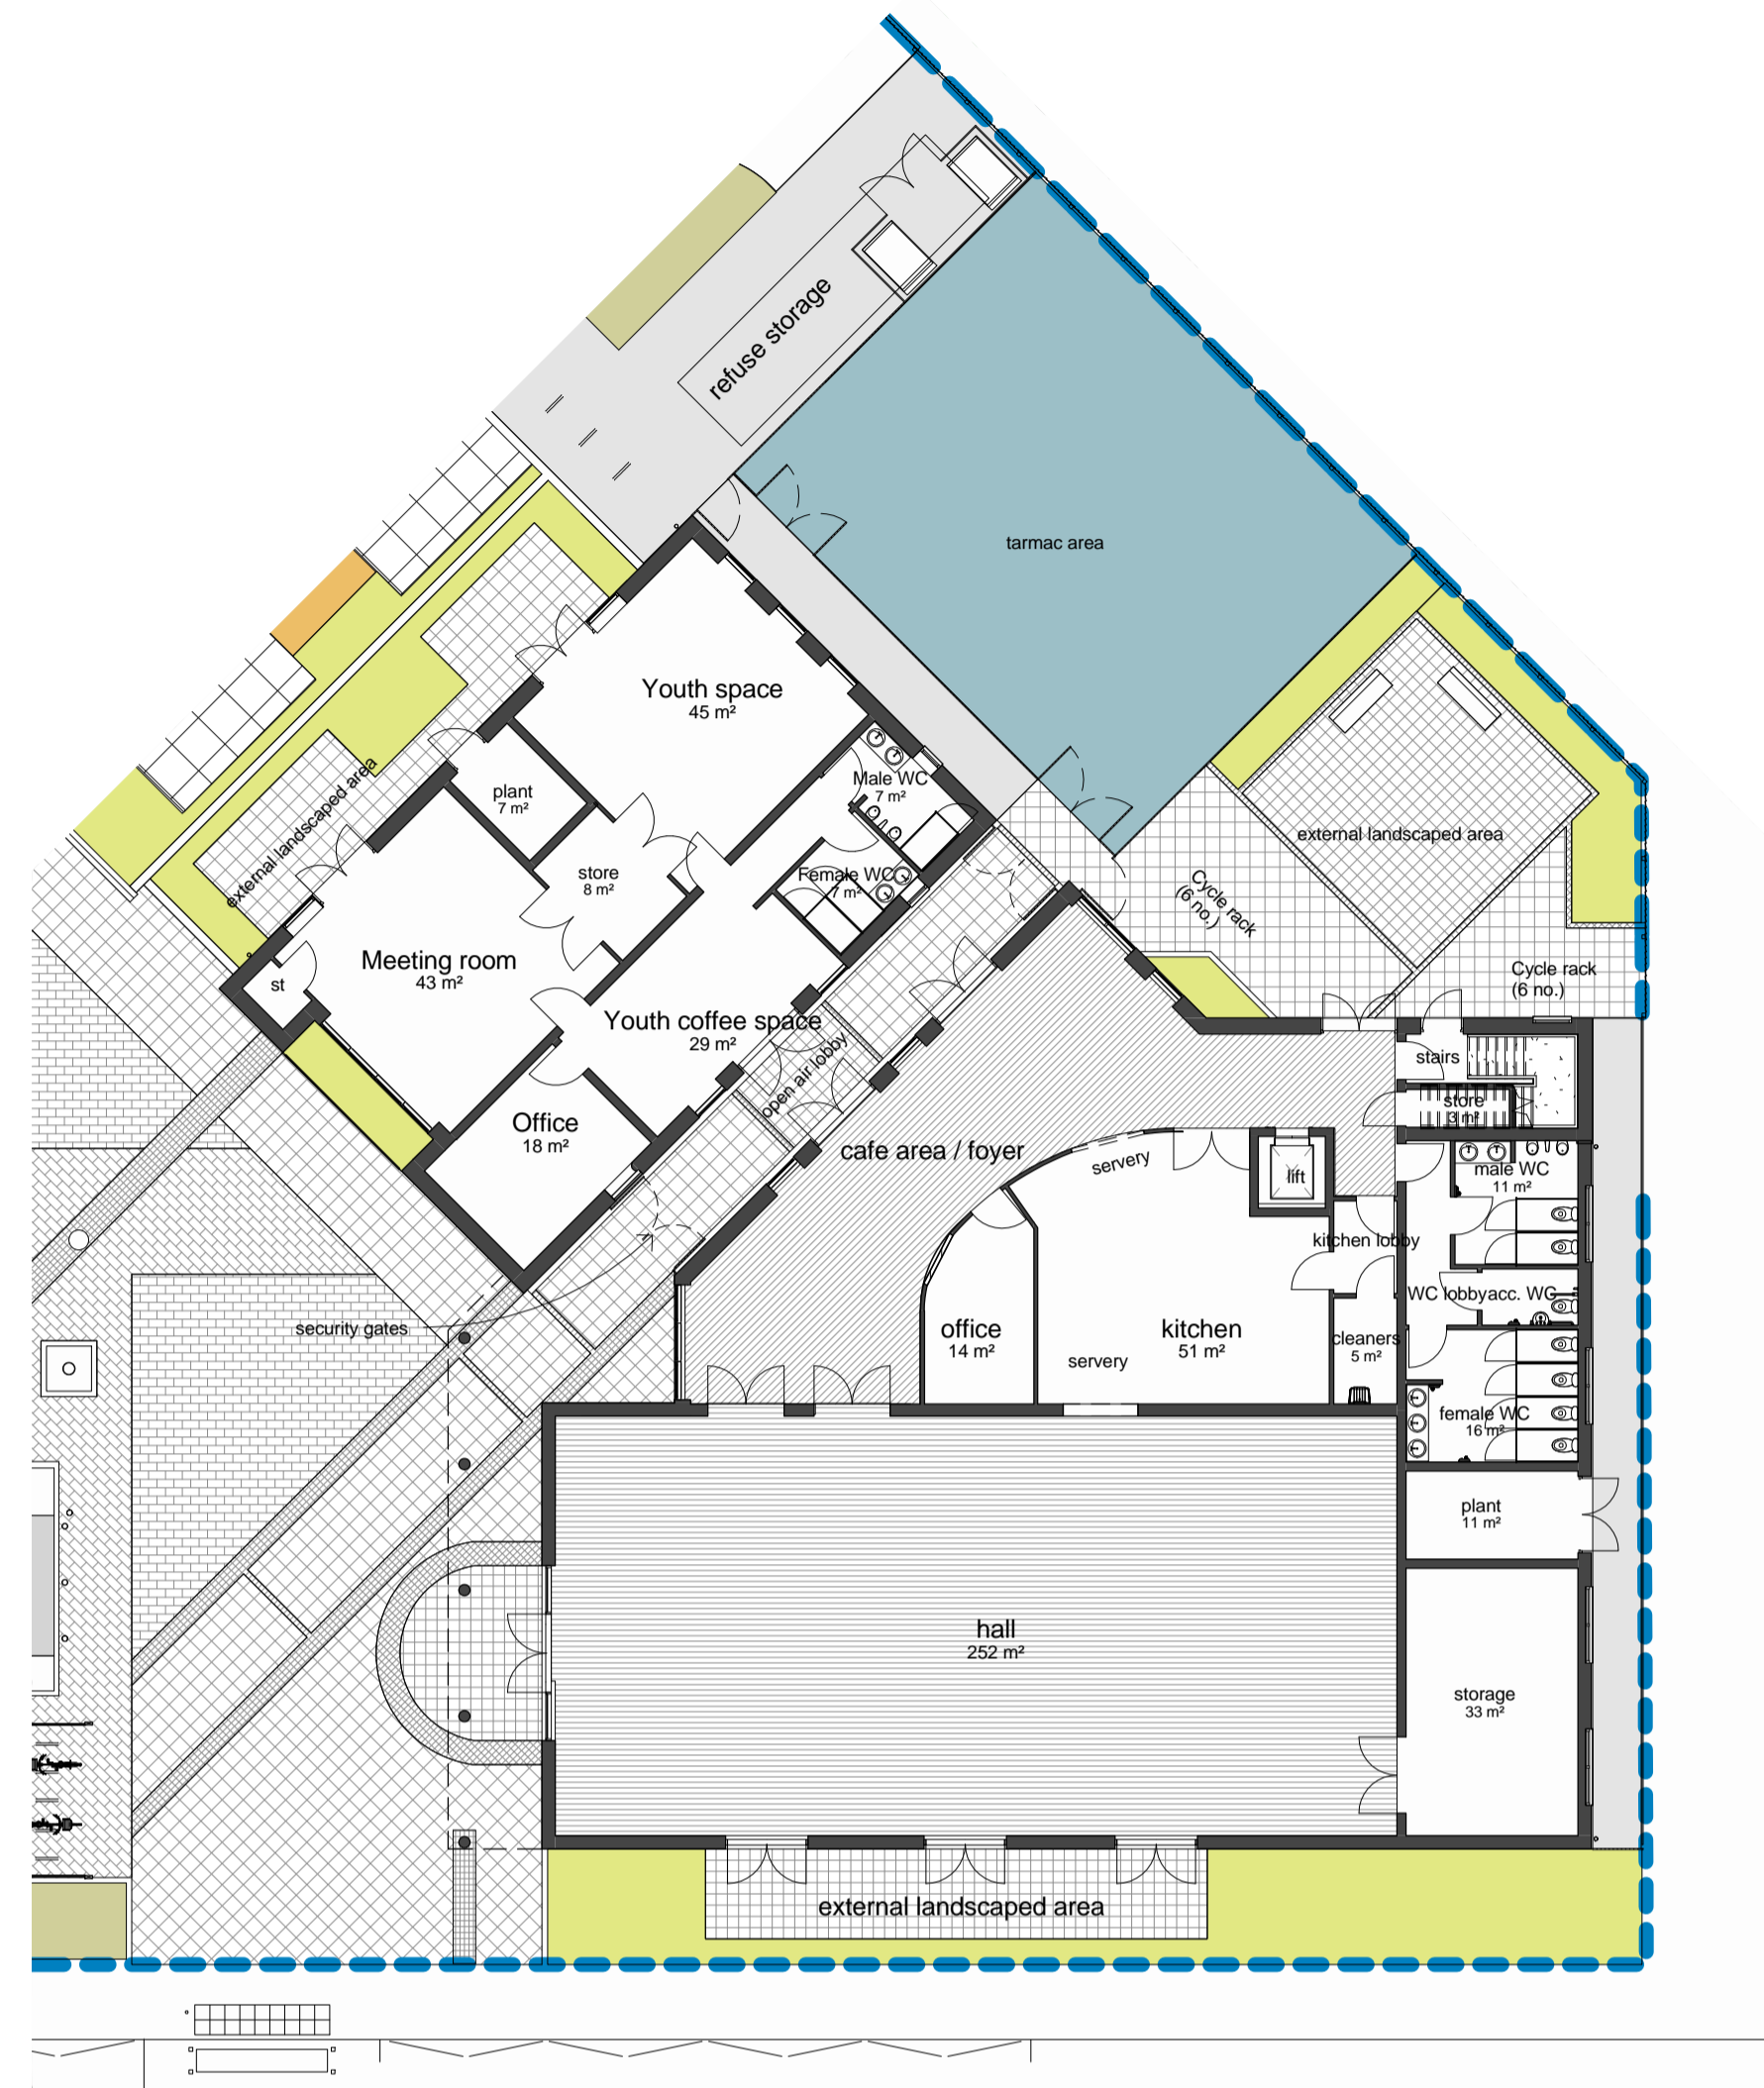 refuse storage
tarmac area
Youth space
45 m²
Male WC
7 m²
plant
7 m²
external landscaped area
external landscaped area
store
8 m²
Female WC
7 m²
Cycle rack
(6 no.)
Meeting room
43 m²
st
Cycle rack
(6 no.)
Youth coffee space
29 m²
open air lobby
stairs
store
3 m²
Office
18 m²
cafe area / foyer
servery
lift
male WC
11 m²
kitchen lobby
WC lobby
acc. WC
security gates
office
14 m²
kitchen
51 m²
servery
cleaners
5 m²
female WC
16 m²
plant
11 m²
hall
252 m²
storage
33 m²
external landscaped area